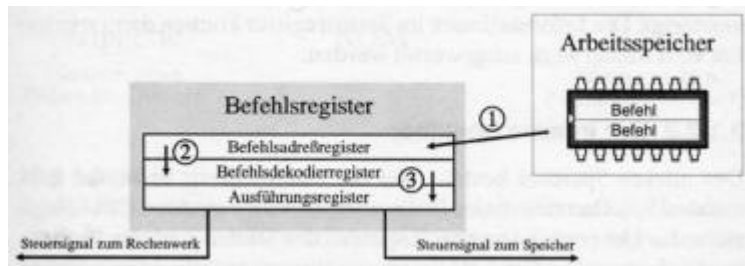 Arbeitsspeicher
Befehl
Befehl
Befehlsregister
①
Befehlsadreßregister
②
Befehlsdekodierregister
③
Ausführungsregister
Steuersignal zum Rechenwerk
Steuersignal zum Speicher